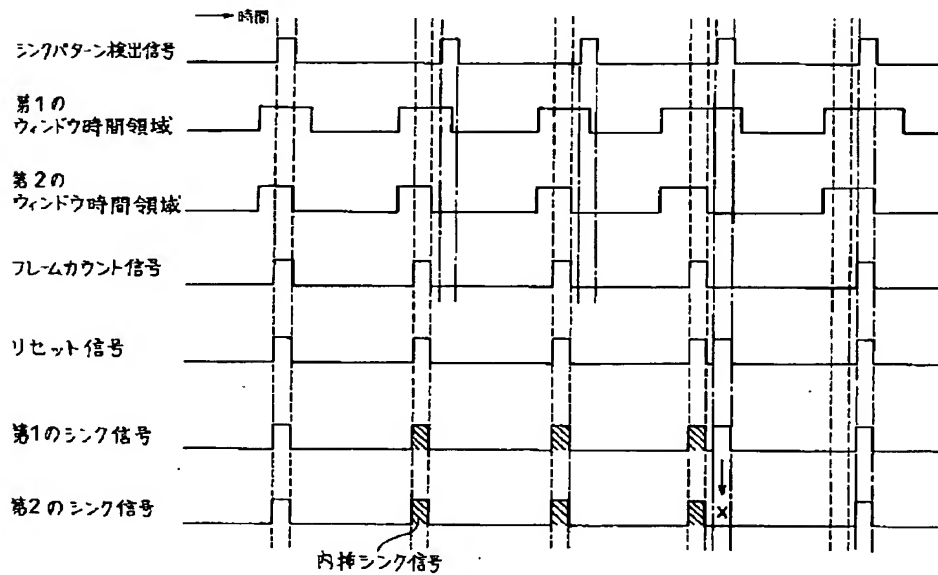 → 時間
シンクパターン検出信号
第1の
ウィンドウ時間領域
第2の
ウィンドウ時間領域
フレームカウント信号
リセット信号
第1のシンク信号
第2のシンク信号
×
内挿シンク信号